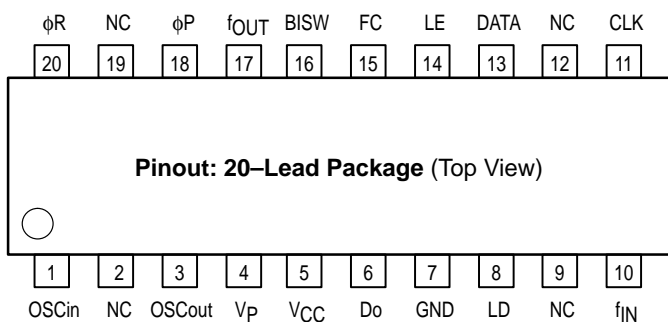 φR NC φP fOUT BISW FC LE DATA NC CLK
20 19 18 17 16 15 14 13 12 11
Pinout: 20–Lead Package (Top View)
1 2 3 4 5 6 7 8 9 10
OSCin NC OSCout VP VCC Do GND LD NC fIN